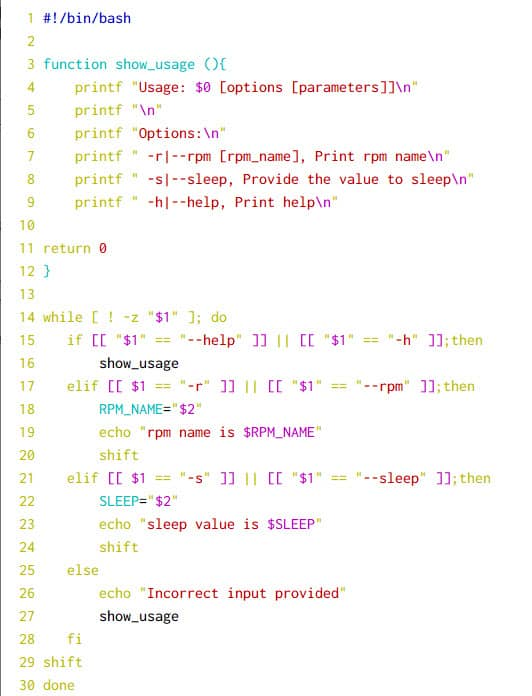 1 #!/bin/bash
2
3 function show_usage (){
4     printf "Usage: $0 [options [parameters]]\n"
5     printf "\n"
6     printf "Options:\n"
7     printf " -r|--rpm [rpm_name], Print rpm name\n"
8     printf " -s|--sleep, Provide the value to sleep\n"
9     printf " -h|--help, Print help\n"
10
11 return 0
12 }
13
14 while [ ! -z "$1" ]; do
15    if [[ "$1" == "--help" ]] || [[ "$1" == "-h" ]];then
16        show_usage
17    elif [[ $1 == "-r" ]] || [[ "$1" == "--rpm" ]];then
18        RPM_NAME="$2"
19        echo "rpm name is $RPM_NAME"
20        shift
21    elif [[ $1 == "-s" ]] || [[ "$1" == "--sleep" ]];then
22        SLEEP="$2"
23        echo "sleep value is $SLEEP"
24        shift
25    else
26        echo "Incorrect input provided"
27        show_usage
28    fi
29 shift
30 done